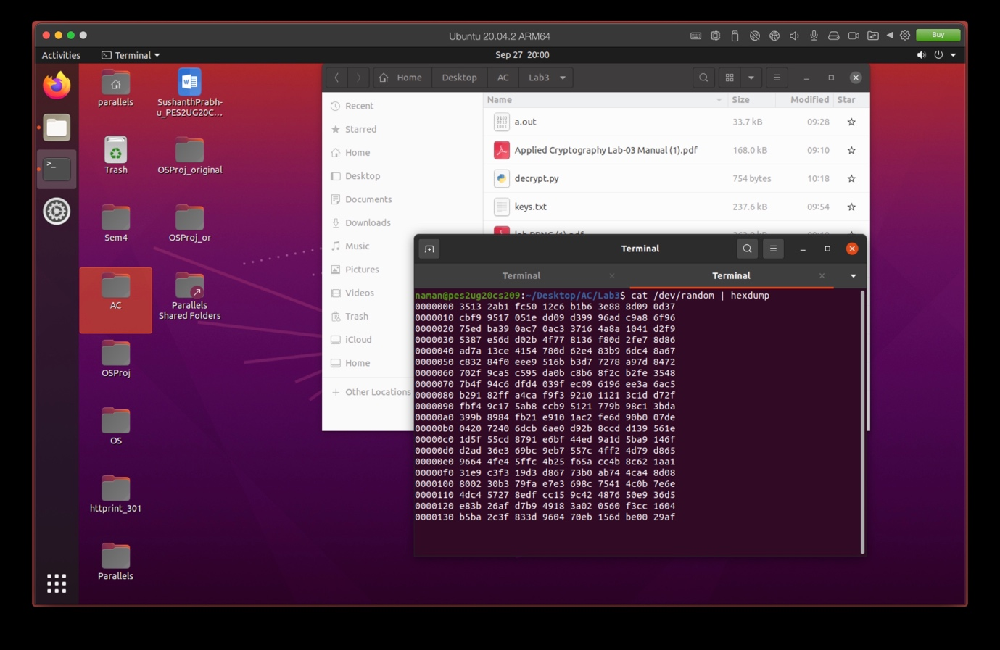 Ubuntu 20.04.2 ARM64
Buy
Activities
Terminal
Sep 27 20:00
parallels
SushanthPrabh-
u_PES2UG20C...
Trash
OSProj_original
Sem4
OSProj_or
AC
Parallels
Shared Folders
OSProj
OS
httprint_301
Parallels
Home
Desktop
AC
Lab3
Recent
Starred
Home
Desktop
Documents
Downloads
Music
Pictures
Videos
Trash
iCloud
Home
Other Locations
Name Size Modified Star
a.out 33.7 kB 09:28
Applied Cryptography Lab-03 Manual (1).pdf 168.0 kB 09:10
decrypt.py 754 bytes 10:18
keys.txt 237.6 kB 09:54
Terminal
Terminal
Terminal
naman@pes2ug20cs209:~/Desktop/AC/Lab3$ cat /dev/random | hexdump
0000000 3513 2ab1 fc50 12c6 b1b6 3e88 8d09 0d37
0000010 cbf9 9517 051e dd09 d399 96ad c9a8 6f96
0000020 75ed ba39 0ac7 0ac3 3716 4a8a 1041 d2f9
0000030 5387 e56d d02b 4f77 8136 f80d 2fe7 8d86
0000040 ad7a 13ce 4154 780d 62e4 83b9 6dc4 8a67
0000050 c832 84f0 eee9 516b b3d7 7278 a97d 8472
0000060 702f 9ca5 c595 da0b c8b6 8f2c b2fe 3548
0000070 7b4f 94c6 dfd4 039f ec09 6196 ee3a 6ac5
0000080 b291 82ff a4ca f9f3 9210 1121 3c1d d72f
0000090 fbf4 9c17 5ab8 ccb9 5121 779b 98c1 3bda
00000a0 399b 8984 fb21 e910 1ac2 fe6d 90b0 07de
00000b0 0420 7240 6dcb 6ae0 d92b 8ccd d139 561e
00000c0 1d5f 55cd 8791 e6bf 44ed 9a1d 5ba9 146f
00000d0 d2ad 36e3 69bc 9eb7 557c 4ff2 4d79 d865
00000e0 9664 4fe4 5ffc 4b25 f65a cc4b 8c62 1aa1
00000f0 31e9 c3f3 19d3 d867 73b0 ab74 4ca4 8d08
0000100 8002 30b3 79fa e7e3 698c 7541 4c0b 7e6e
0000110 4dc4 5727 8edf cc15 9c42 4876 50e9 36d5
0000120 e83b 26af d7b9 4918 3a02 0560 f3cc 1604
0000130 b5ba 2c3f 833d 9604 70eb 156d be00 29af